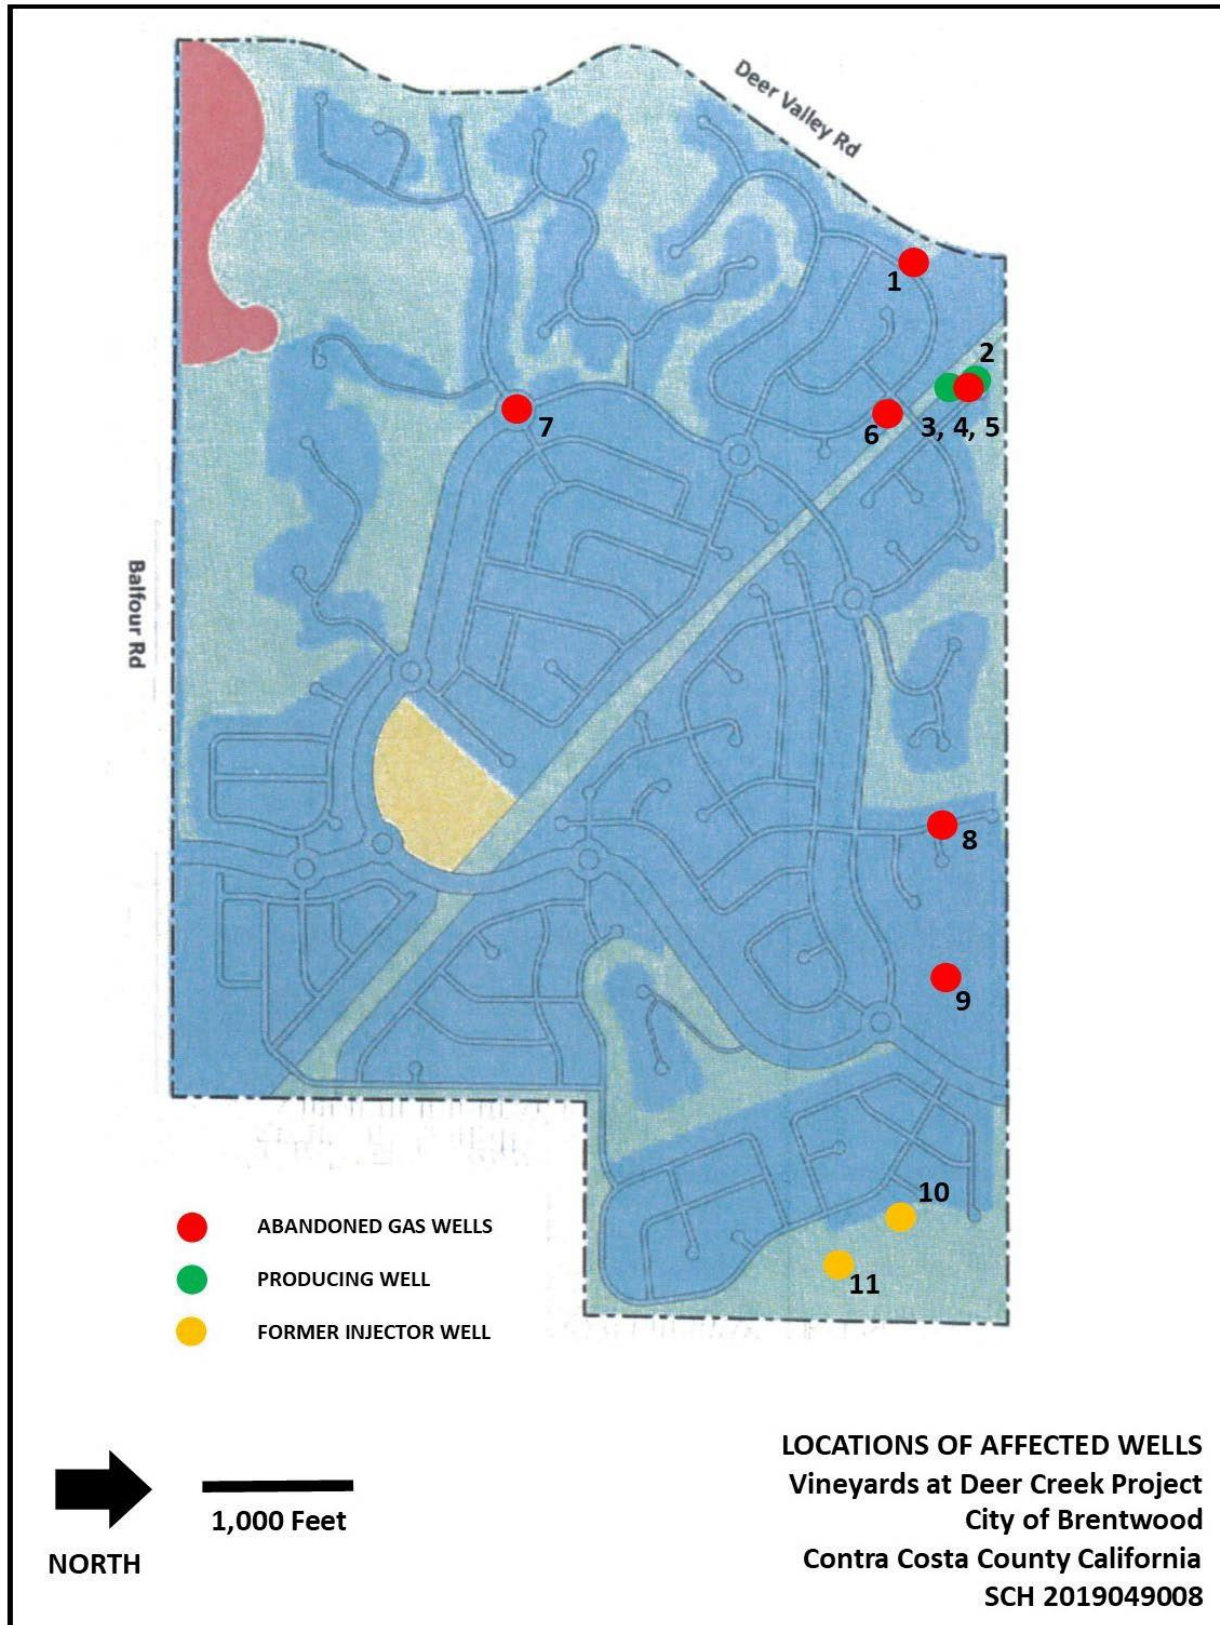 Deer Valley Rd
1
2
3, 4, 5
6
7
Balfour Rd
8
9
10
11
ABANDONED GAS WELLS
PRODUCING WELL
FORMER INJECTOR WELL
1,000 Feet
NORTH
LOCATIONS OF AFFECTED WELLS
Vineyards at Deer Creek Project
City of Brentwood
Contra Costa County California
SCH 2019049008